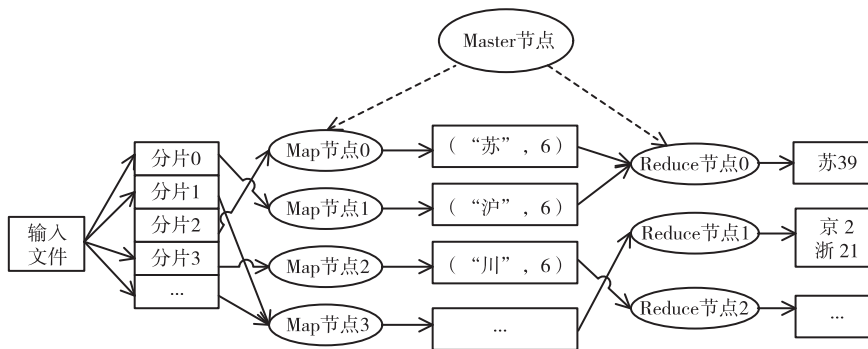 Master节点
输入
文件
分片0
分片1
分片2
分片3
...
Map节点0
Map节点1
Map节点2
Map节点3
(“苏”, 6)
(“沪”, 6)
(“川”, 6)
...
Reduce节点0
Reduce节点1
Reduce节点2
苏39
京 2
浙 21
...